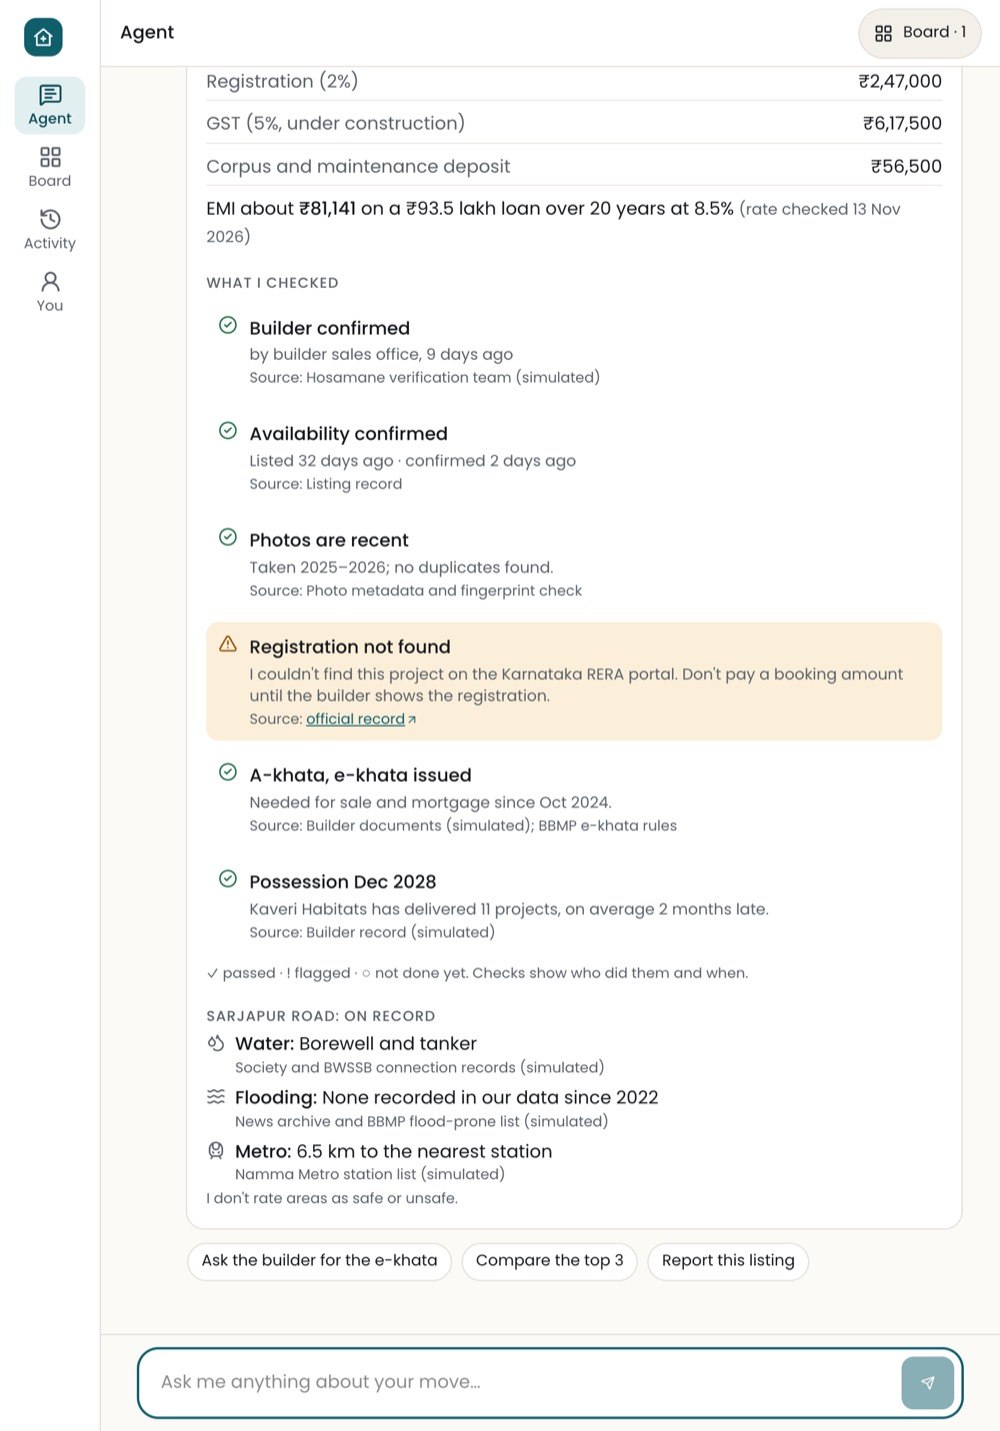 Agent
Board · 1
Agent
Board
Activity
You
Registration (2%) ₹2,47,000
GST (5%, under construction) ₹6,17,500
Corpus and maintenance deposit ₹56,500
EMI about ₹81,141 on a ₹93.5 lakh loan over 20 years at 8.5% (rate checked 13 Nov
2026)
WHAT I CHECKED
Builder confirmed
by builder sales office, 9 days ago
Source: Hosamane verification team (simulated)
Availability confirmed
Listed 32 days ago · confirmed 2 days ago
Source: Listing record
Photos are recent
Taken 2025–2026; no duplicates found.
Source: Photo metadata and fingerprint check
Registration not found
I couldn't find this project on the Karnataka RERA portal. Don't pay a booking amount
until the builder shows the registration.
Source: official record ↗
A-khata, e-khata issued
Needed for sale and mortgage since Oct 2024.
Source: Builder documents (simulated); BBMP e-khata rules
Possession Dec 2028
Kaveri Habitats has delivered 11 projects, on average 2 months late.
Source: Builder record (simulated)
✓ passed · ! flagged · ○ not done yet. Checks show who did them and when.
SARJAPUR ROAD: ON RECORD
Water: Borewell and tanker
Society and BWSSB connection records (simulated)
Flooding: None recorded in our data since 2022
News archive and BBMP flood-prone list (simulated)
Metro: 6.5 km to the nearest station
Namma Metro station list (simulated)
I don't rate areas as safe or unsafe.
Ask the builder for the e-khata
Compare the top 3
Report this listing
Ask me anything about your move...